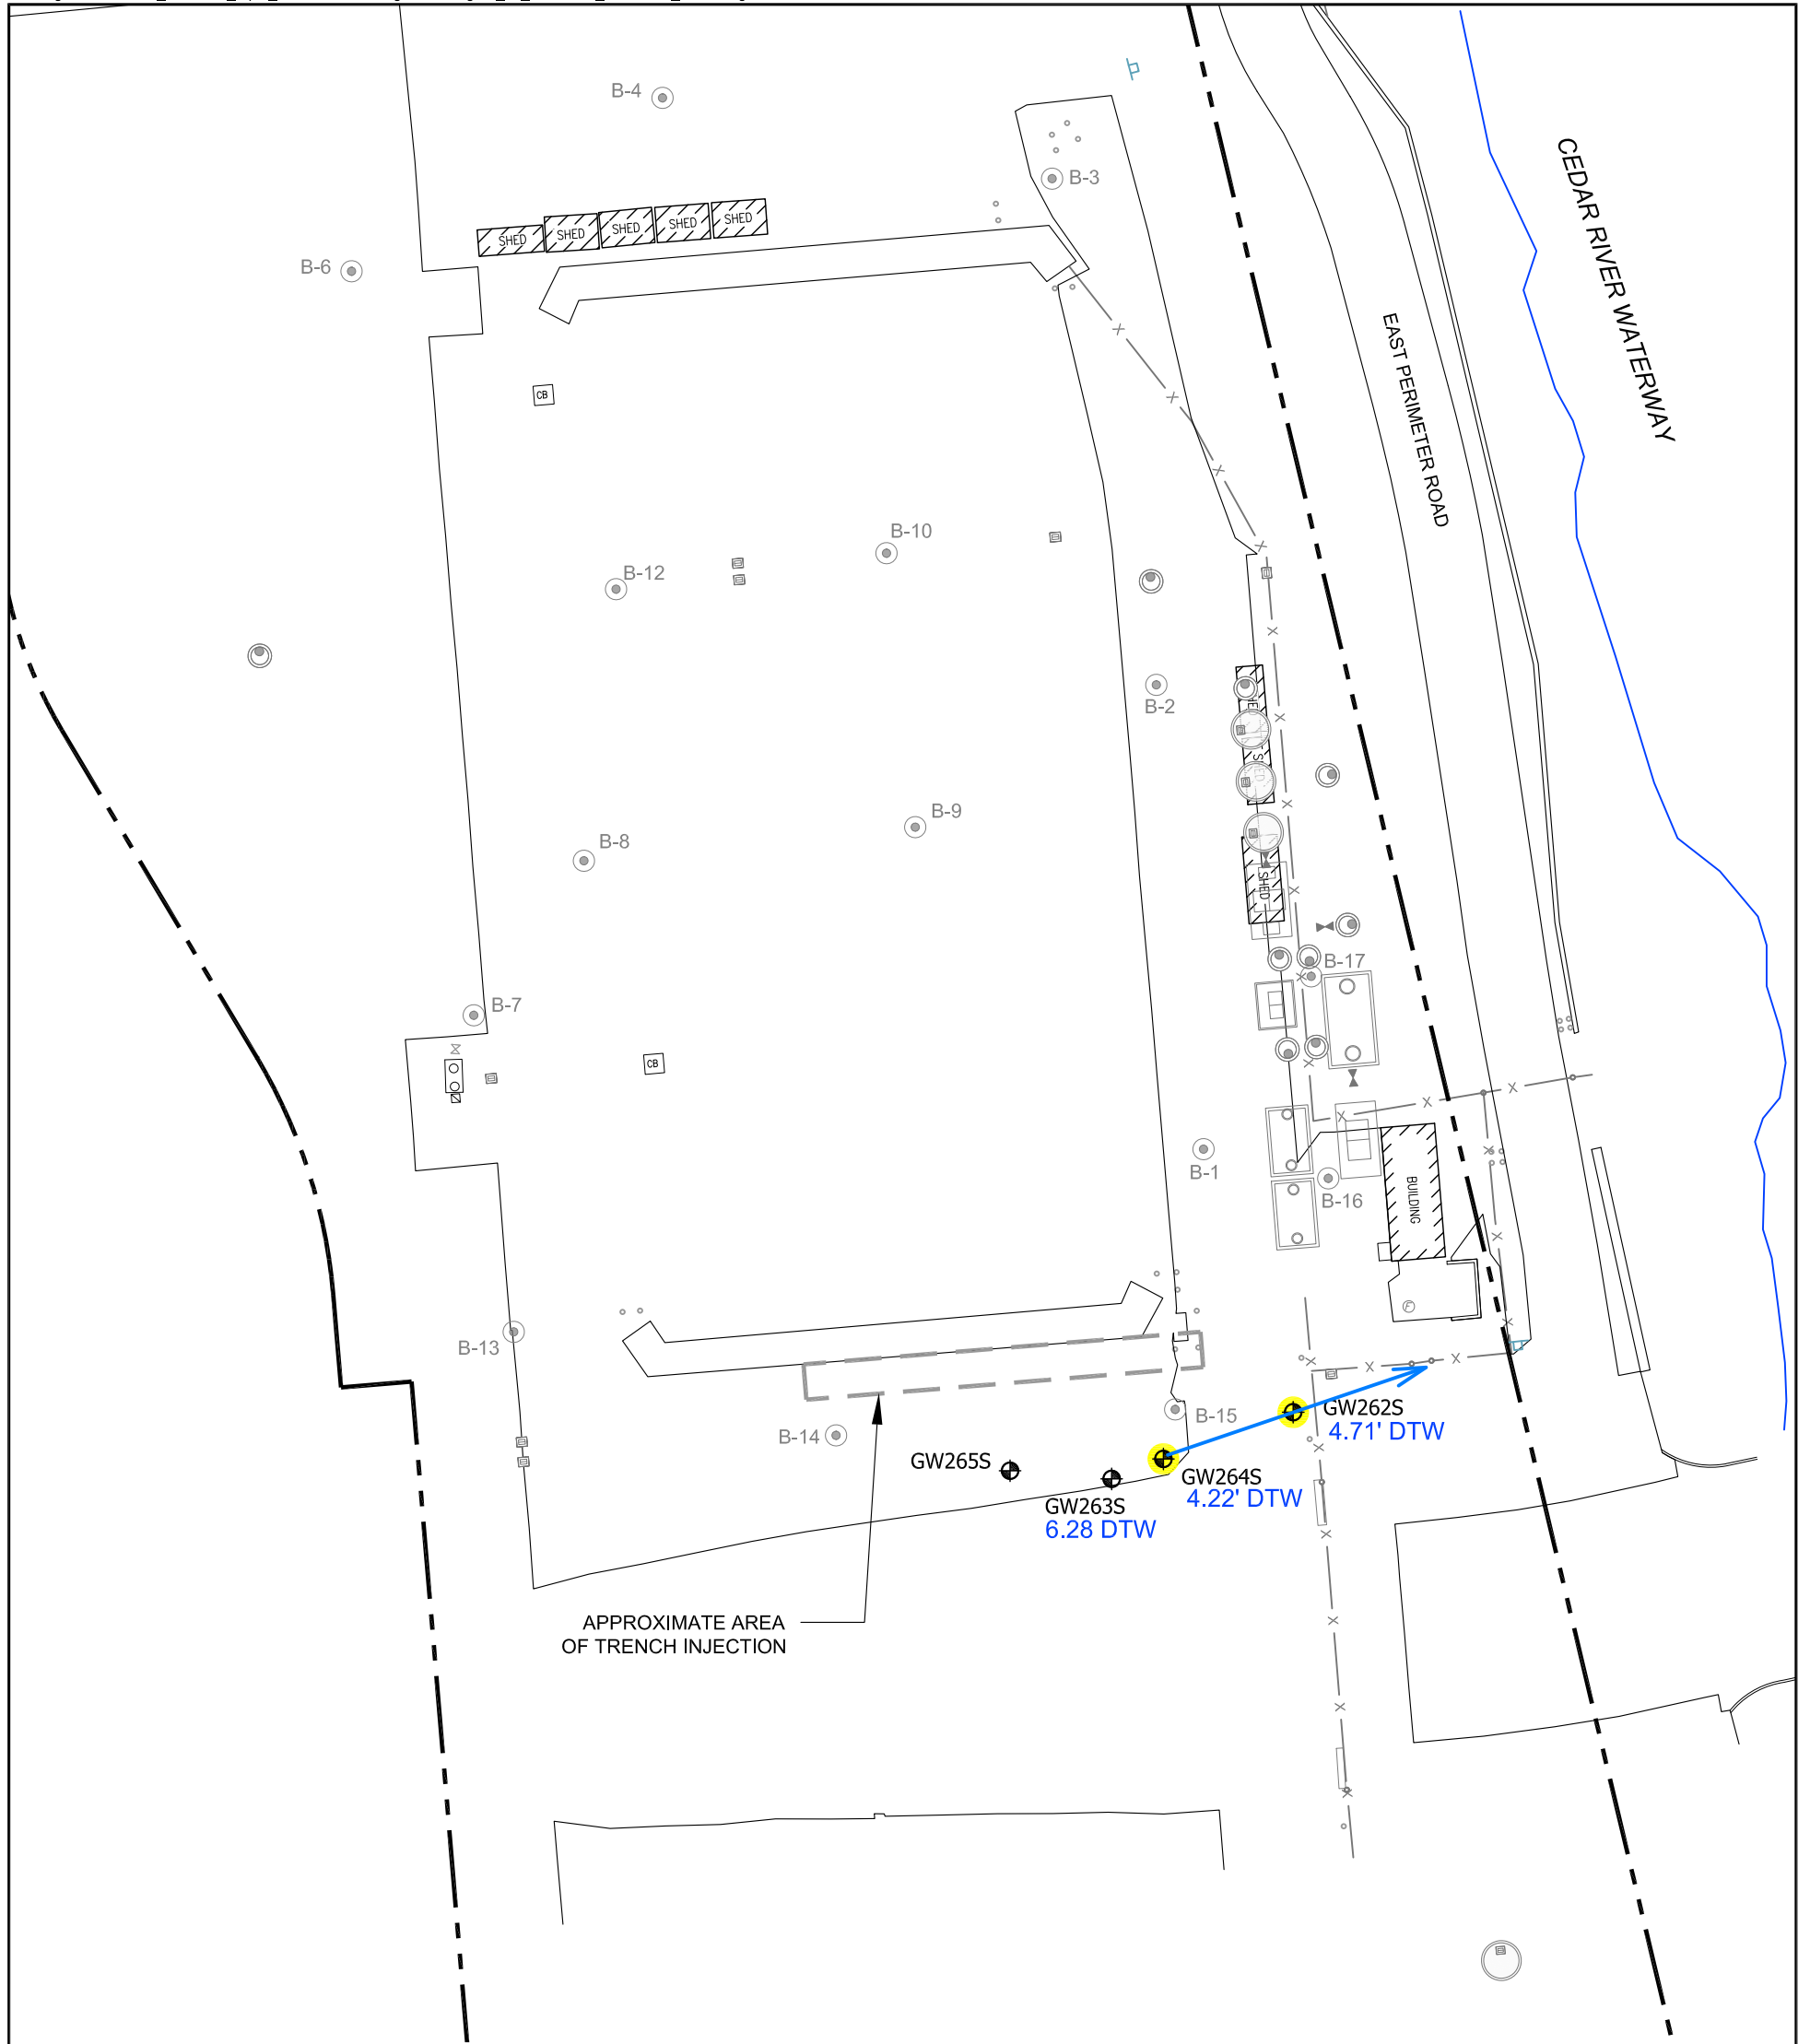 B-4
B-3
CEDAR RIVER WATERWAY
SHED
SHED
SHED
SHED
SHED
B-6
EAST PERIMETER ROAD
CB
B-10
B-12
B-2
B-9
B-8
SHED
B-17
B-7
CB
B-1
B-16
BUILDING
F
B-13
B-15
B-14
GW262S
4.71' DTW
GW265S
GW264S
4.22' DTW
GW263S
6.28 DTW
APPROXIMATE AREA
OF TRENCH INJECTION